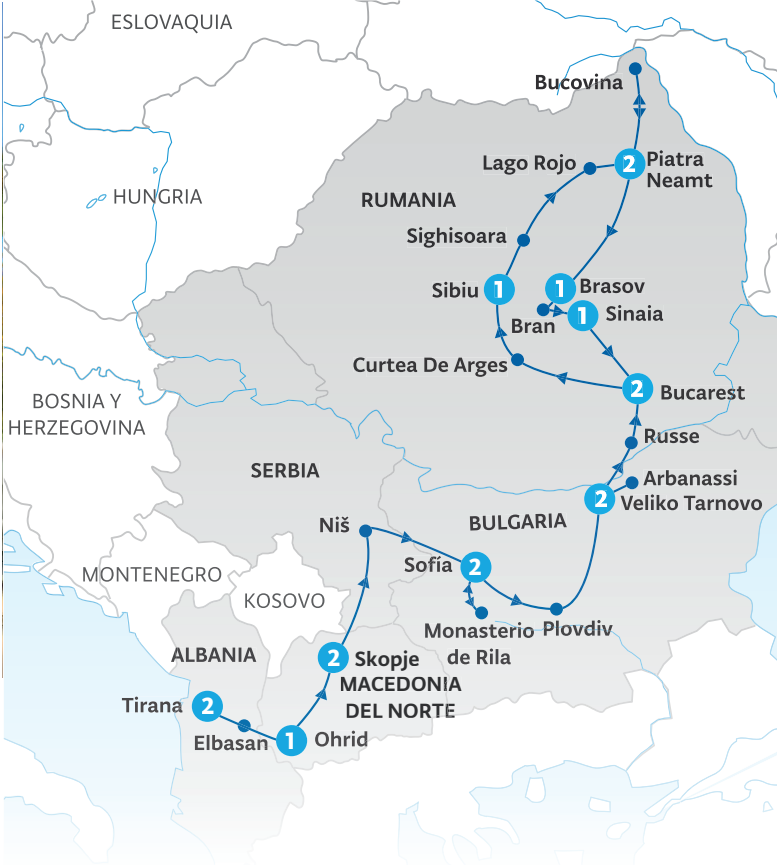 ESLOVAQUIA
Bucovina
Lago Rojo
2
Piatra
Neamt
HUNGRIA
RUMANIA
Sighisoara
Sibiu
1
1
Brasov
Bran
1
Sinaia
Curtea De Arges
2
Bucarest
BOSNIA Y
HERZEGOVINA
Russe
SERBIA
Arbanassi
2
Veliko Tarnovo
Niš
BULGARIA
Sofía
2
MONTENEGRO
KOSOVO
Monasterio
de Rila
Plovdiv
ALBANIA
2
Skopje
MACEDONIA
DEL NORTE
Tirana
2
Elbasan
1
Ohrid